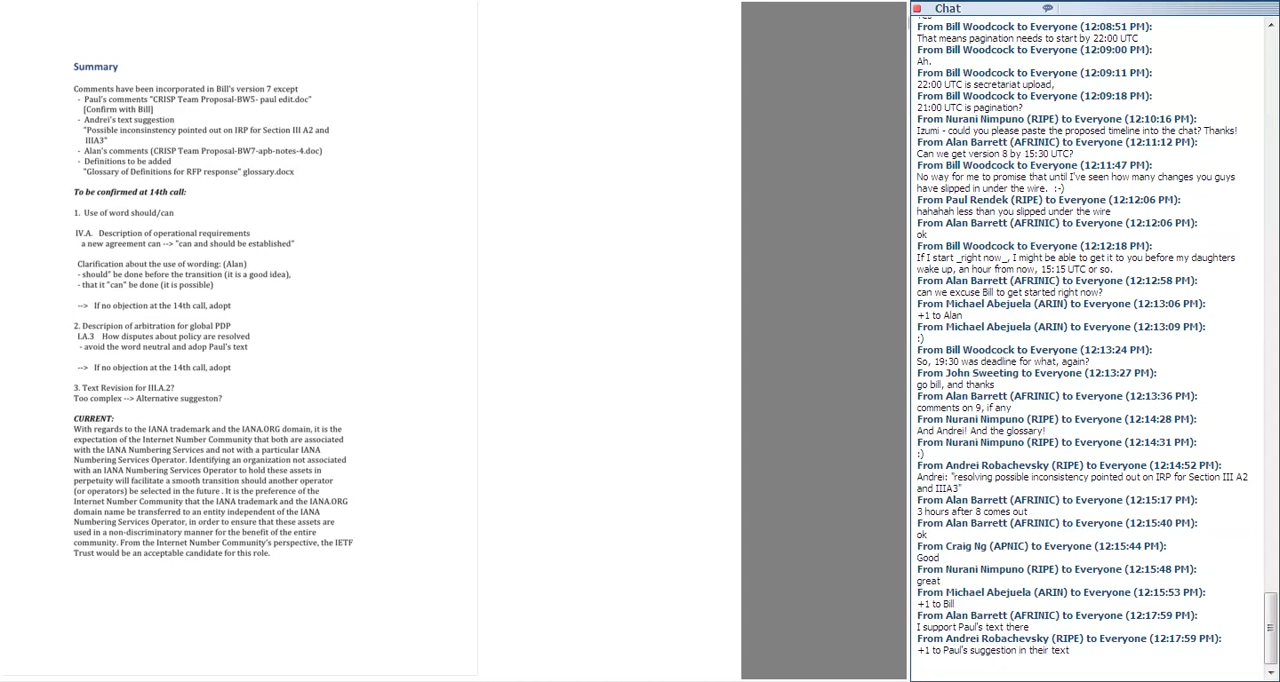 Summary
Comments have been incorporated in Bill's version 7 except
- Paul's comments "CRISP Team Proposal-BW5- paul edit.doc"
[Confirm with Bill]
- Andrei's text suggestion
"Possible inconsinstency pointed out on IRP for Section III A2 and
IIIA3"
- Alan's comments (CRISP Team Proposal-BW7-apb-notes-4.doc)
- Definitions to be added
"Glossary of Definitions for RFP response" glossary.docx
To be confirmed at 14th call:
1. Use of word should/can
IV.A. Description of operational requirements
a new agreement can --> "can and should be established"
Clarification about the use of wording: (Alan)
- should" be done before the transition (it is a good idea),
- that it "can" be done (it is possible)
--> If no objection at the 14th call, adopt
2. Descripion of arbitration for global PDP
I.A.3 How disputes about policy are resolved
- avoid the word neutral and adop Paul's text
--> If no objection at the 14th call, adopt
3. Text Revision for III.A.2?
Too complex --> Alternative suggeston?
CURRENT:
With regards to the IANA trademark and the IANA.ORG domain, it is the
expectation of the Internet Number Community that both are associated
with the IANA Numbering Services and not with a particular IANA
Numbering Services Operator. Identifying an organization not associated
with an IANA Numbering Services Operator to hold these assets in
perpetuity will facilitate a smooth transition should another operator
(or operators) be selected in the future . It is the preference of the
Internet Number Community that the IANA trademark and the IANA.ORG
domain name be transferred to an entity independent of the IANA
Numbering Services Operator, in order to ensure that these assets are
used in a non-discriminatory manner for the benefit of the entire
community. From the Internet Number Community's perspective, the IETF
Trust would be an acceptable candidate for this role.
Chat
From Bill Woodcock to Everyone (12:08:51 PM):
That means pagination needs to start by 22:00 UTC
From Bill Woodcock to Everyone (12:09:00 PM):
Ah.
From Bill Woodcock to Everyone (12:09:11 PM):
22:00 UTC is secretariat upload,
From Bill Woodcock to Everyone (12:09:18 PM):
21:00 UTC is pagination?
From Nurani Nimpuno (RIPE) to Everyone (12:10:16 PM):
Izumi - could you please paste the proposed timeline into the chat? Thanks!
From Alan Barrett (AFRINIC) to Everyone (12:11:12 PM):
Can we get version 8 by 15:30 UTC?
From Bill Woodcock to Everyone (12:11:47 PM):
No way for me to promise that until I've seen how many changes you guys
have slipped in under the wire. :-)
From Paul Rendek (RIPE) to Everyone (12:12:06 PM):
hahahah less than you slipped under the wire
From Alan Barrett (AFRINIC) to Everyone (12:12:06 PM):
ok
From Bill Woodcock to Everyone (12:12:18 PM):
If I start _right now_, I might be able to get it to you before my daughters
wake up, an hour from now, 15:15 UTC or so.
From Alan Barrett (AFRINIC) to Everyone (12:12:58 PM):
can we excuse Bill to get started right now?
From Michael Abejuela (ARIN) to Everyone (12:13:06 PM):
+1 to Alan
From Michael Abejuela (ARIN) to Everyone (12:13:09 PM):
:)
From Bill Woodcock to Everyone (12:13:24 PM):
So, 19:30 was deadline for what, again?
From John Sweeting to Everyone (12:13:27 PM):
go bill, and thanks
From Alan Barrett (AFRINIC) to Everyone (12:13:36 PM):
comments on 9, if any
From Nurani Nimpuno (RIPE) to Everyone (12:14:28 PM):
And Andrei! And the glossary!
From Nurani Nimpuno (RIPE) to Everyone (12:14:31 PM):
:)
From Andrei Robachevsky (RIPE) to Everyone (12:14:52 PM):
Andrei: "resolving possible inconsistency pointed out on IRP for Section III A2
and IIIA3"
From Alan Barrett (AFRINIC) to Everyone (12:15:17 PM):
3 hours after 8 comes out
From Alan Barrett (AFRINIC) to Everyone (12:15:40 PM):
ok
From Craig Ng (APNIC) to Everyone (12:15:44 PM):
Good
From Nurani Nimpuno (RIPE) to Everyone (12:15:48 PM):
great
From Michael Abejuela (ARIN) to Everyone (12:15:53 PM):
+1 to Bill
From Alan Barrett (AFRINIC) to Everyone (12:17:59 PM):
I support Paul's text there
From Andrei Robachevsky (RIPE) to Everyone (12:17:59 PM):
+1 to Paul's suggestion in their text